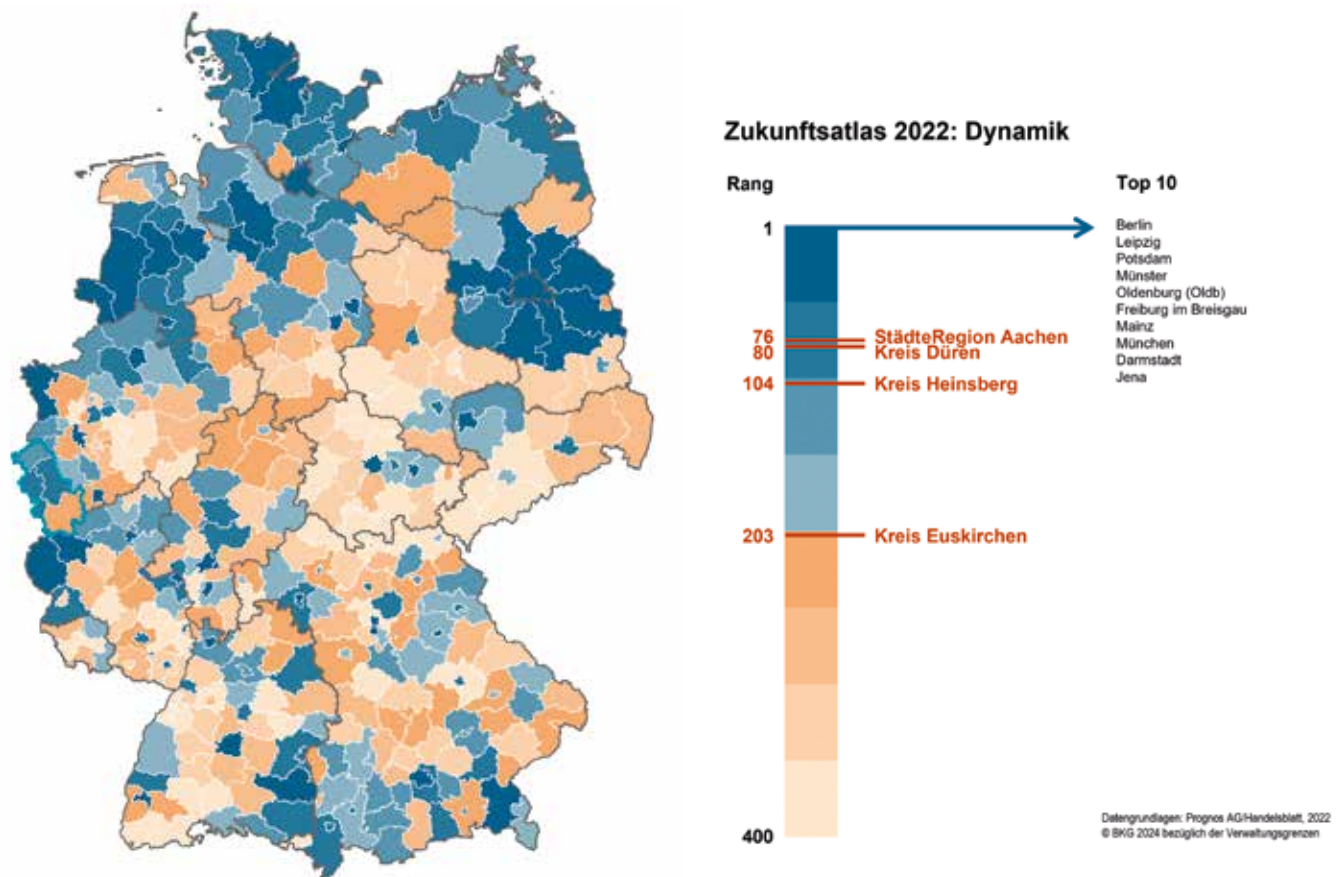 Zukunftsatlas 2022: Dynamik
Rang
Top 10
1
Berlin
Leipzig
Potsdam
Münster
Oldenburg (Oldb)
Freiburg im Breisgau
Mainz
München
Darmstadt
Jena
76 StädteRegion Aachen
80 Kreis Düren
104 Kreis Heinsberg
203 Kreis Euskirchen
400
Datengrundlagen: Prognos AG/Handelsblatt, 2022
© BKG 2024 bezüglich der Verwaltungsgrenzen